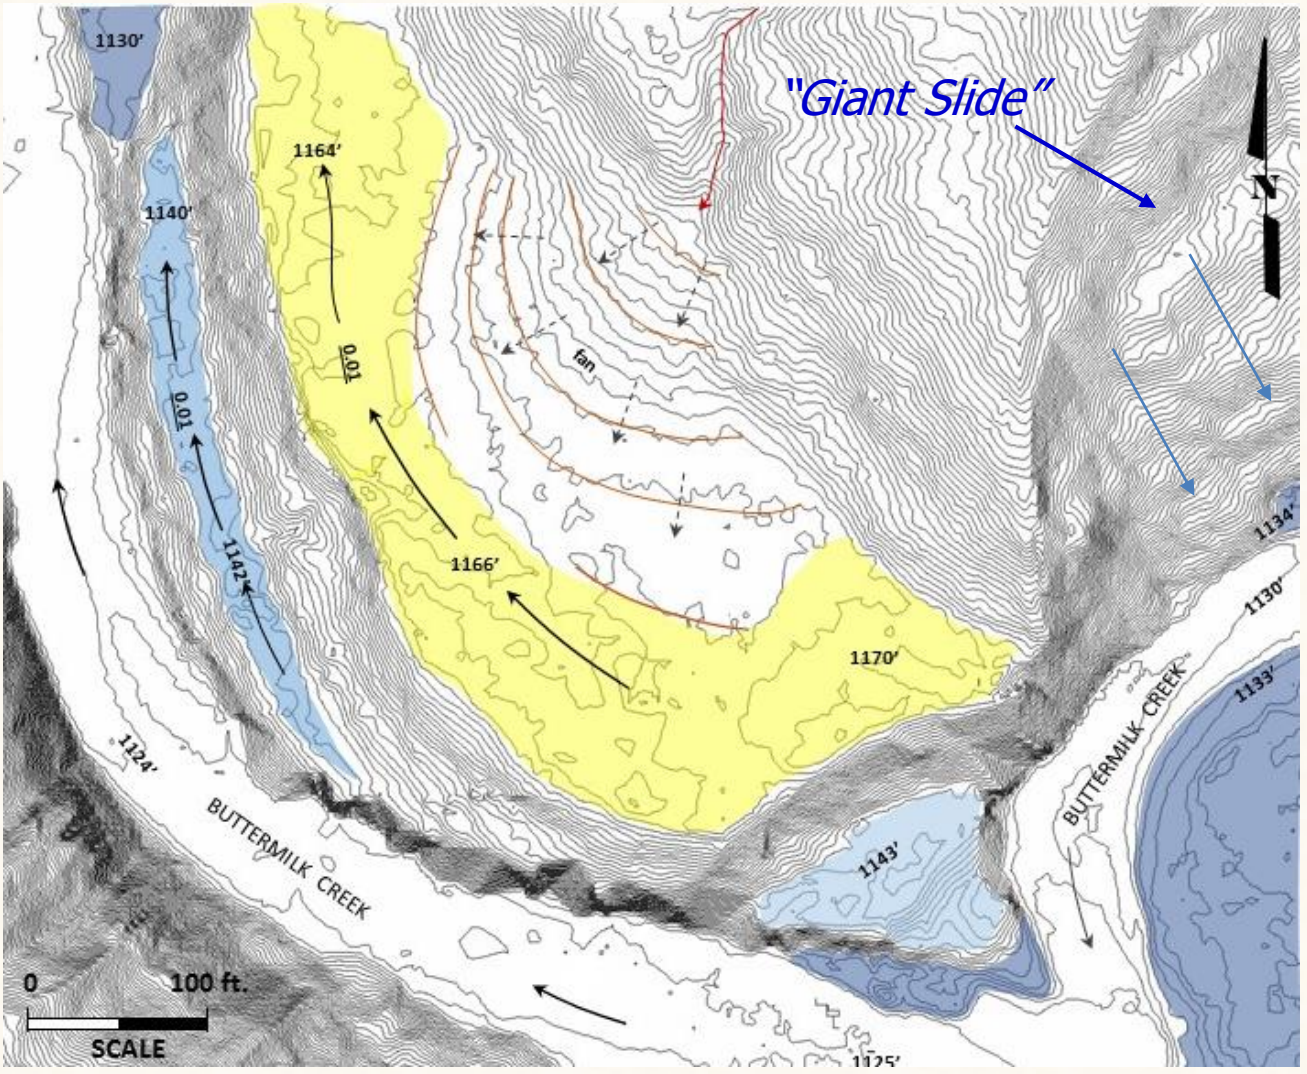 1130'
"Giant Slide"
1164'
N
1140'
0.01
fan
0.01
1134'
1142'
1166'
1130'
1170'
1133'
BUTTERMILK CREEK
1124'
BUTTERMILK CREEK
1143'
0 100 ft.
SCALE
1125'